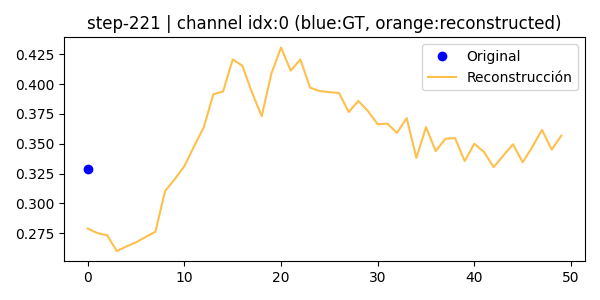 step-221 | channel idx:0 (blue:GT, orange:reconstructed)
Original
Reconstrucción
0.425
0.400
0.375
0.350
0.325
0.300
0.275
0 10 20 30 40 50